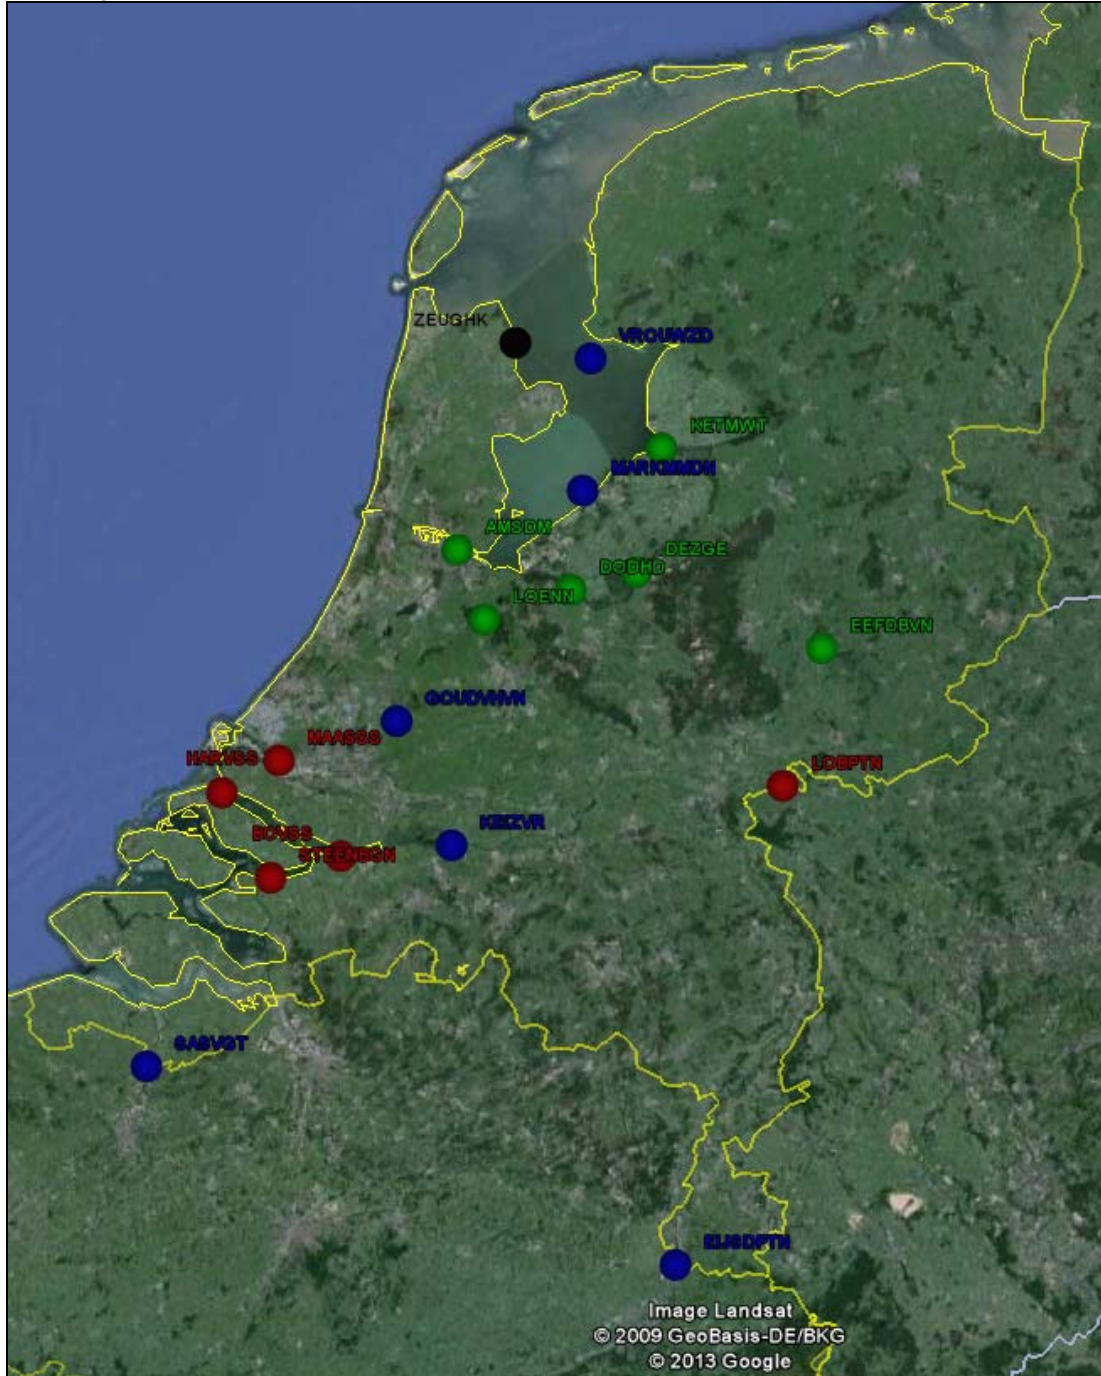 ZEUGHK
VROUWZD
KETMWT
MARKMMDN
AMSDM
DEZGE
DODHD
LOENN
EEFDBVN
GOUDVHVN
MAASSS
HARVSS
LOBPTN
BOVSS
KEIZVR
STEENBGN
SASVGT
EIJSDPTN
Image Landsat
© 2009 GeoBasis-DE/BKG
© 2013 Google